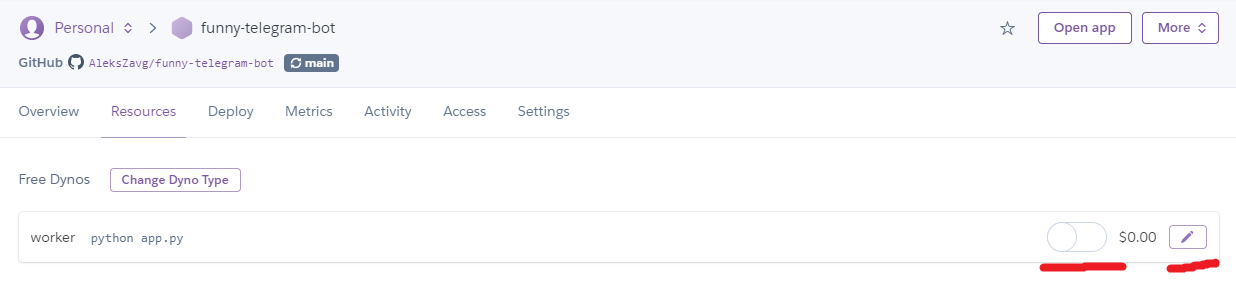 Personal funny-telegram-bot Open app More
GitHub AleksZavg/funny-telegram-bot main
Overview Resources Deploy Metrics Activity Access Settings
Free Dynos Change Dyno Type
worker python app.py $0.00